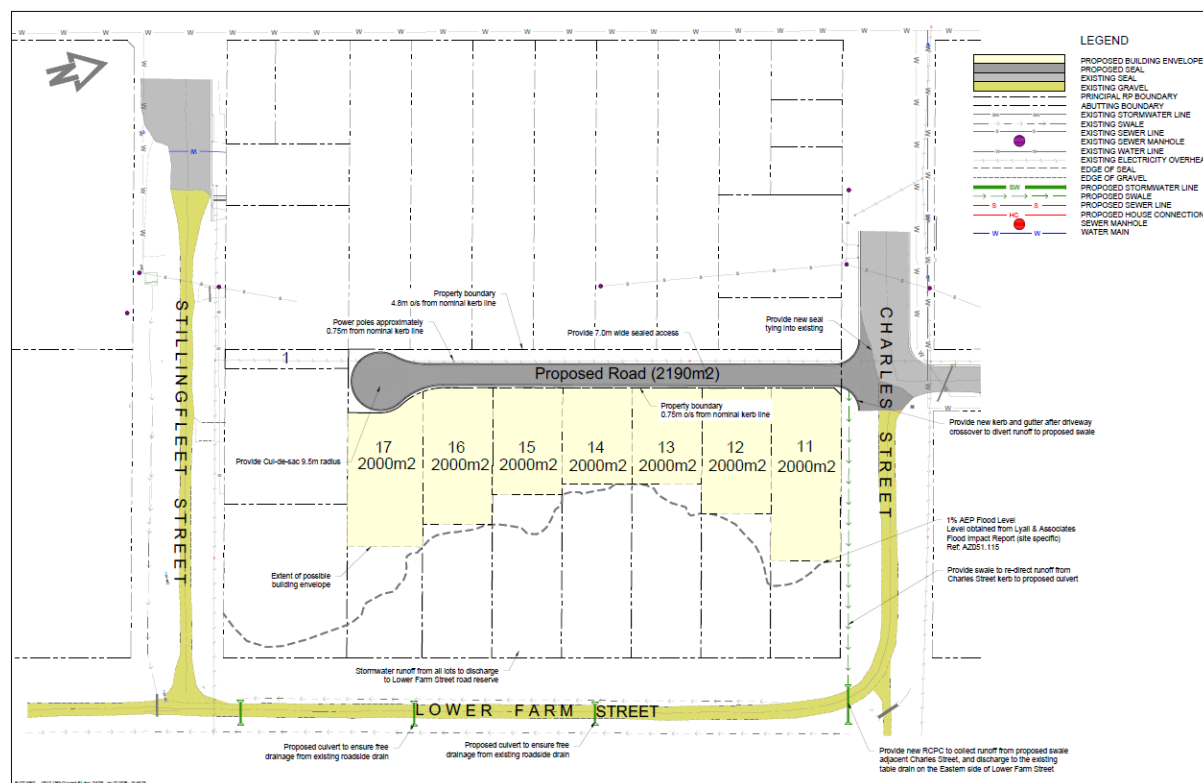 N
LEGEND
PROPOSED BUILDING ENVELOPE
PROPOSED SEAL
EXISTING SEAL
EXISTING GRAVEL
PRINCIPAL RP BOUNDARY
ABUTTING BOUNDARY
EXISTING STORMWATER LINE
EXISTING SWALE
EXISTING SEWER LINE
EXISTING SEWER MANHOLE
EXISTING WATER LINE
EXISTING ELECTRICITY OVERHEA
EDGE OF SEAL
EDGE OF GRAVEL
SW PROPOSED STORMWATER LINE
PROPOSED SWALE
S S PROPOSED SEWER LINE
HC PROPOSED HOUSE CONNECTION
SEWER MANHOLE
W W WATER MAIN
Property boundary
4.8m o/s from nominal kerb line
Power poles approximately
0.75m from nominal kerb line
Provide 7.0m wide sealed access
Provide new seal
tying into existing
STILLINGFLEET STREET
CHARLES STREET
1
Proposed Road (2190m2)
Property boundary
0.75m o/s from nominal kerb line
Provide new kerb and gutter after driveway
crossover to divert runoff to proposed swale
Provide Cul-de-sac 9.5m radius
17
2000m2
16
2000m2
15
2000m2
14
2000m2
13
2000m2
12
2000m2
11
2000m2
1% AEP Flood Level
Level obtained from Lyall & Associates
Flood Impact Report (site specific)
Ref: AZ051.115
Extent of possible
building envelope
Provide swale to re-direct runoff from
Charles Street kerb to proposed culvert
Stormwater runoff from all lots to discharge
to Lower Farm Street road reserve
LOWER FARM STREET
Proposed culvert to ensure free
drainage from existing roadside drain
Proposed culvert to ensure free
drainage from existing roadside drain
Provide new RCPC to collect runoff from proposed swale
adjacent Charles Street, and discharge to the existing
table drain on the Eastern side of Lower Farm Street